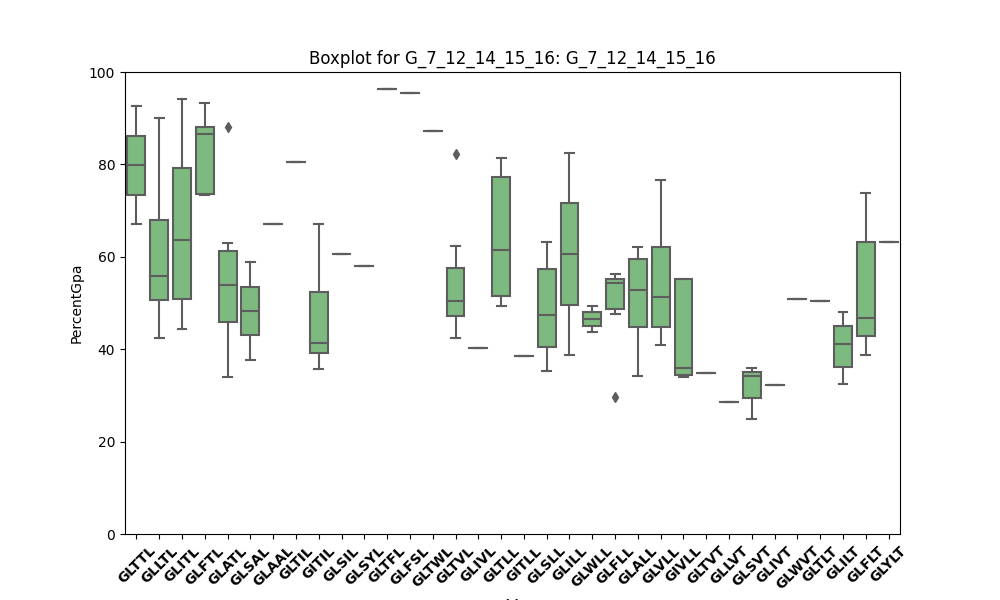 Boxplot for G_7_12_14_15_16: G_7_12_14_15_16
PercentGpa
100
80
60
40
20
0
GLTTL
GLLTL
GLITL
GLFTL
GLATL
GLSAL
GLAAL
GLTIL
GITIL
GLSIL
GLSYL
GLTFL
GLFSL
GLTWL
GLTVL
GLIVL
GLTLL
GITLL
GLSLL
GLILL
GLWLL
GLFLL
GLALL
GLVLL
GIVLL
GLTVT
GLLVT
GLSVT
GLIVT
GLWVT
GLTLT
GLILT
GLFLT
GLYLT